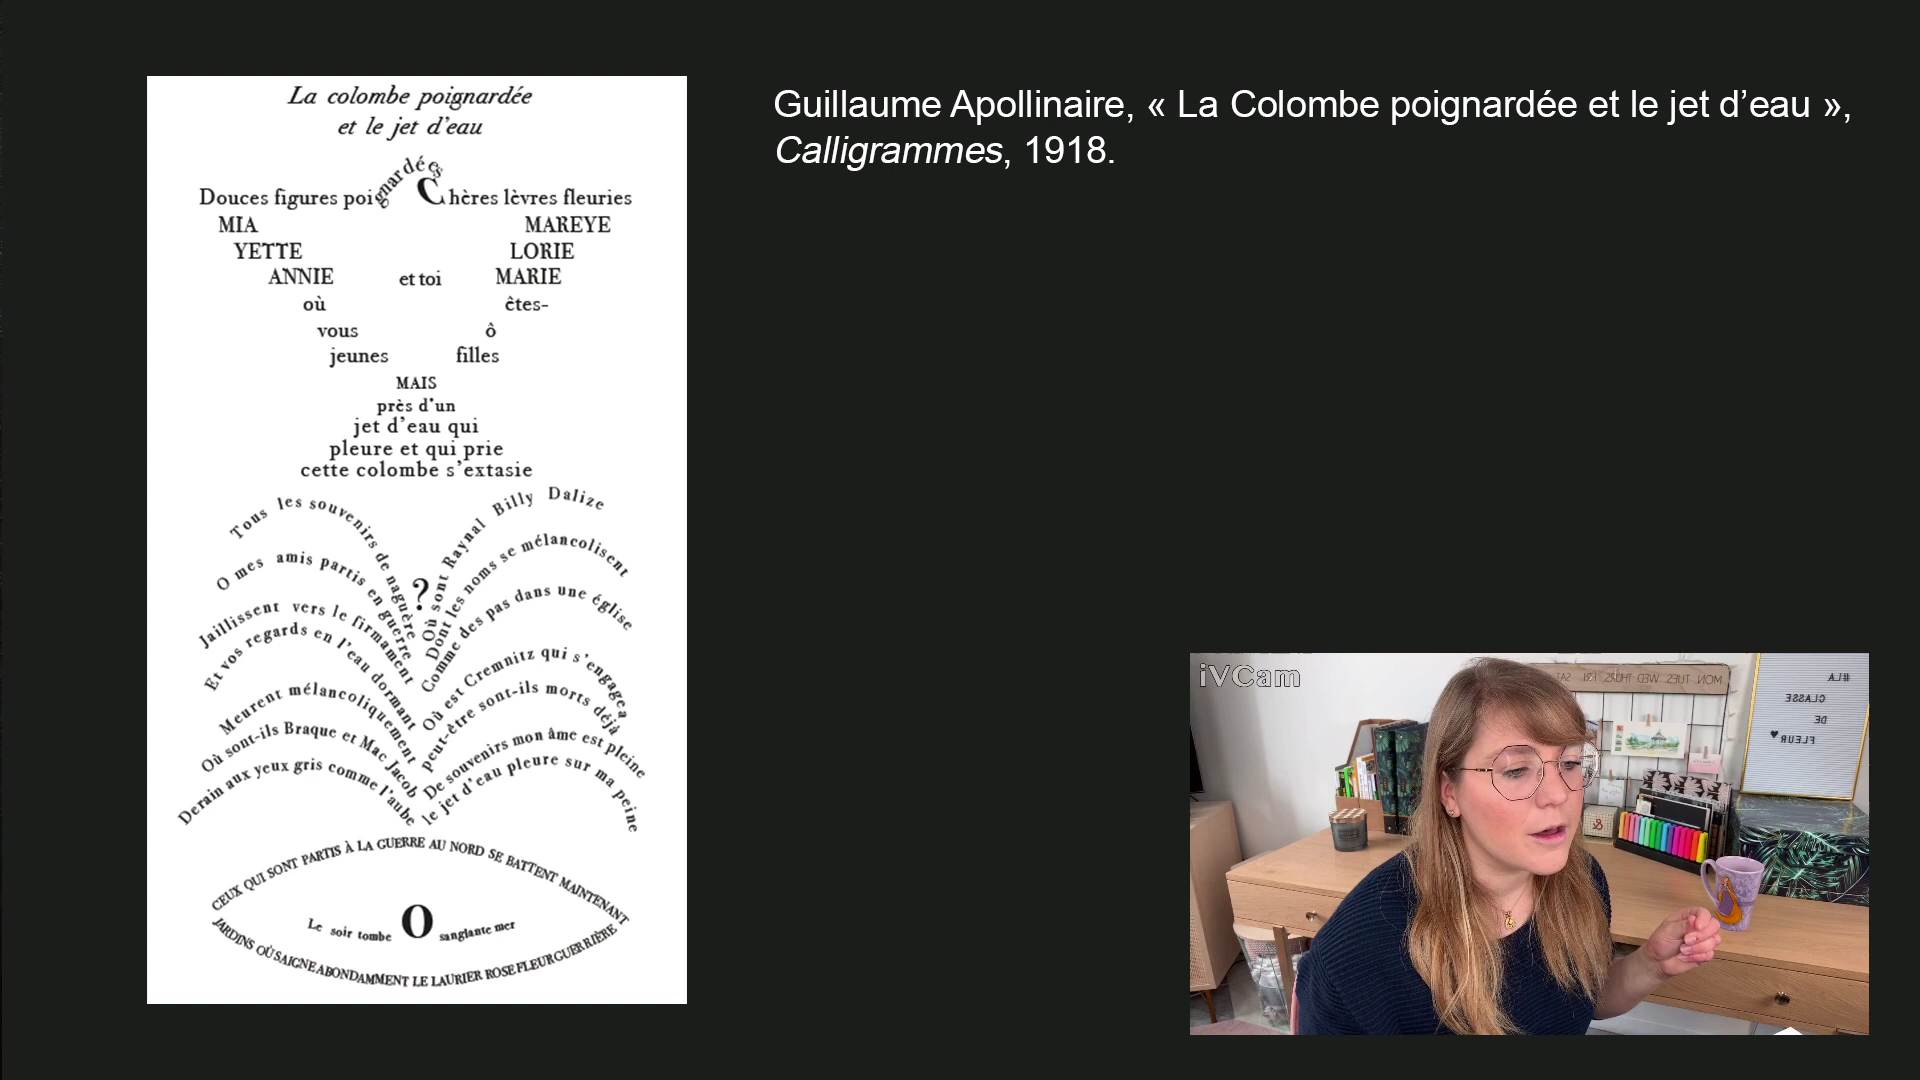 La colombe poignardée
et le jet d'eau
Douces figures poignardées Chères lèvres fleuries
MIA MAREYE
YETTE LORIE
ANNIE et toi MARIE
où êtes-
vous ô
jeunes filles
MAIS
près d'un
jet d'eau qui
pleure et qui prie
cette colombe s'extasie
Tous les souvenirs de naguère
O mes amis partis en guerre
Jaillissent vers le firmament
Et vos regards en l'eau dormant
Meurent mélancoliquement
Où sont-ils Braque et Max Jacob
Derain aux yeux gris comme l'aube
?
Où sont Raynal Billy Dalize
Dont les noms se mélancolisent
Comme des pas dans une église
Où est Cremnitz qui s'engagea
peut-être sont-ils morts déjà
De souvenirs mon âme est pleine
le jet d'eau pleure sur ma peine
CEUX QUI SONT PARTIS À LA GUERRE AU NORD SE BATTENT MAINTENANT
Le soir tombe O sanglante mer
JARDINS OÙ SAIGNE ABONDAMMENT LE LAURIER ROSE FLEUR GUERRIÈRE
Guillaume Apollinaire, « La Colombe poignardée et le jet d'eau »,
Calligrammes, 1918.
iVCam
MON TUES WED THURS FRI SAT
#LA
CLASSE
DE
FLEUR ♥